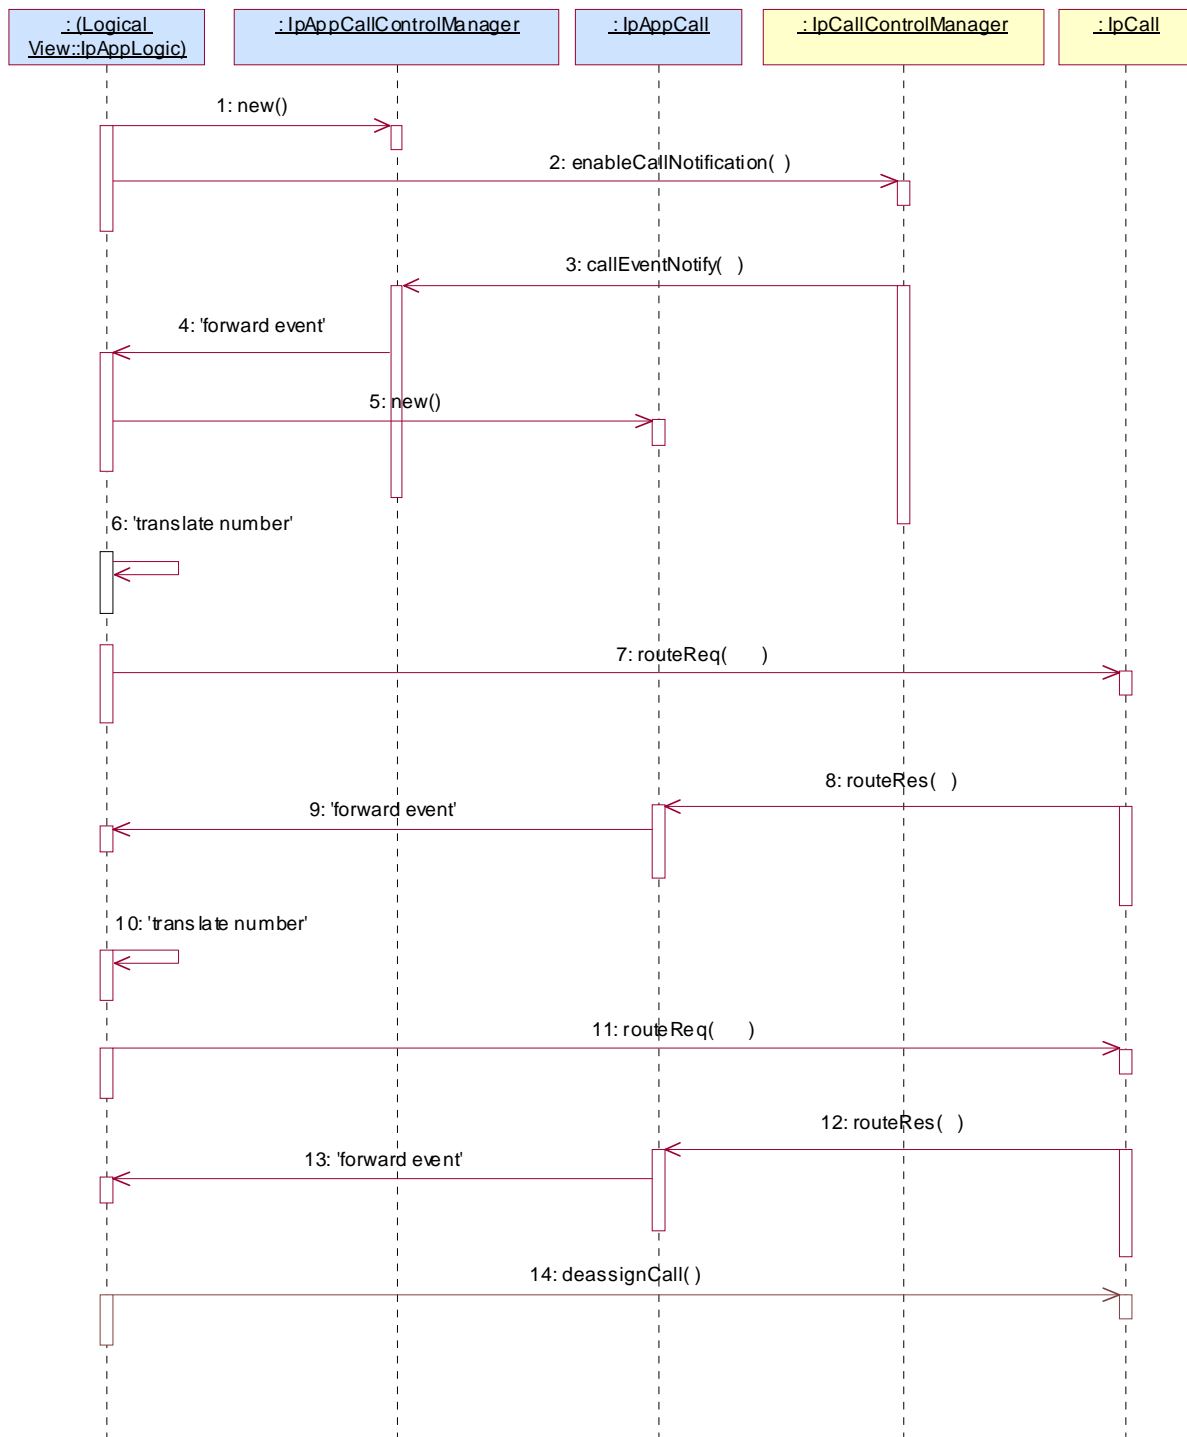 : (Logical
View::IpAppLogic)
: IpAppCallControlManager
: IpAppCall
: IpCallControlManager
: IpCall
1: new()
2: enableCallNotification( )
3: callEventNotify( )
4: 'forward event'
5: new()
6: 'translate number'
7: routeReq( )
8: routeRes( )
9: 'forward event'
10: 'translate number'
11: routeReq( )
12: routeRes( )
13: 'forward event'
14: deassignCall( )